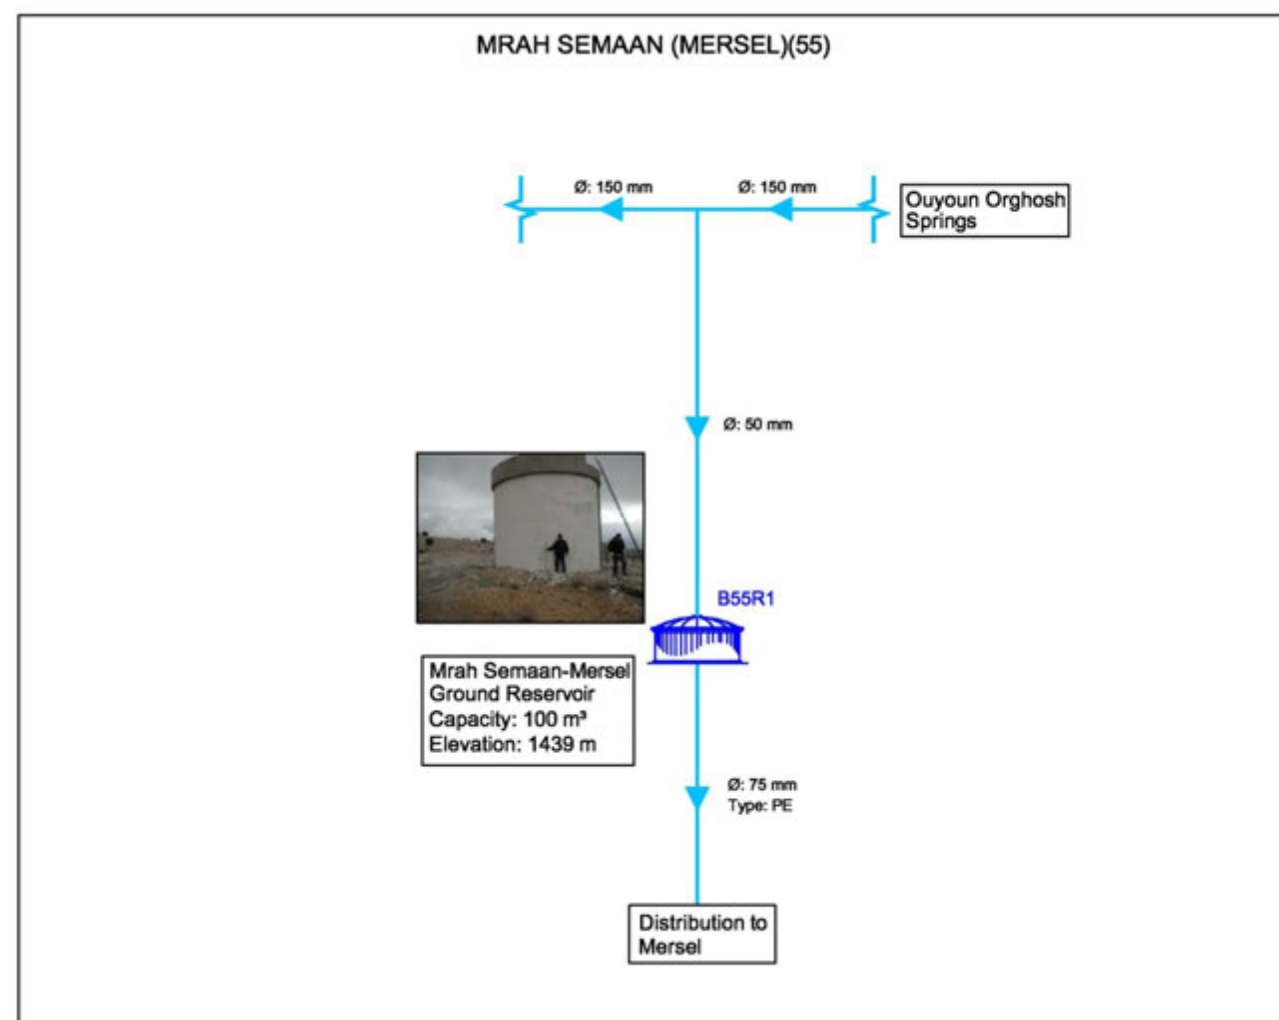 MRAH SEMAAN (MERSEL)(55)
Ø: 150 mm
Ø: 150 mm
Ouyoun Orghosh
Springs
Ø: 50 mm
B55R1
Mrah Semaan-Mersel
Ground Reservoir
Capacity: 100 m³
Elevation: 1439 m
Ø: 75 mm
Type: PE
Distribution to
Mersel